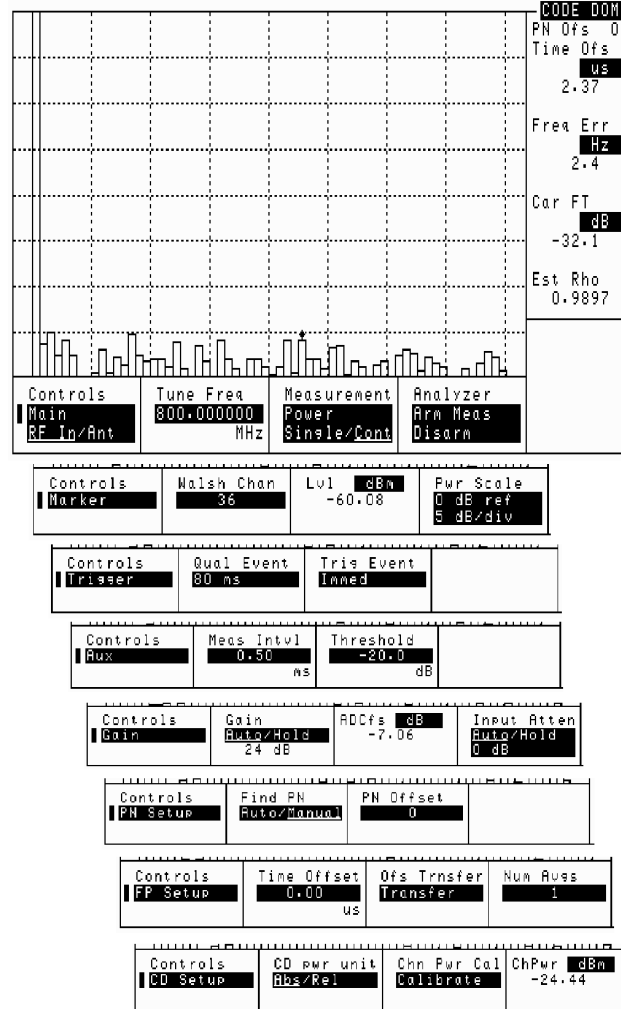 CODE DOM
PN Ofs 0
Time Ofs
us
2.37
Freq Err
Hz
2.4
Car FT
dB
-32.1
Est Rho
0.9897
Controls
Main
RF In/Ant
Tune Freq
800.000000
MHz
Measurement
Power
Single/Cont
Analyzer
Arm Meas
Disarm
Controls
Marker
Walsh Chan
36
Lvl dBm
-60.08
Pwr Scale
0 dB ref
5 dB/div
Controls
Trigger
Qual Event
80 ms
Trig Event
Immed
Controls
Aux
Meas Intvl
0.50
ms
Threshold
-20.0
dB
Controls
Gain
Gain
Auto/Hold
24 dB
ADCfs dB
-7.06
Input Atten
Auto/Hold
0 dB
Controls
PN Setup
Find PN
Auto/Manual
PN Offset
0
Controls
FP Setup
Time Offset
0.00
us
Ofs Trnsfer
Transfer
Num Avgs
1
Controls
CD Setup
CD pwr unit
Abs/Rel
Chn Pwr Cal
Calibrate
ChPwr dBm
-24.44